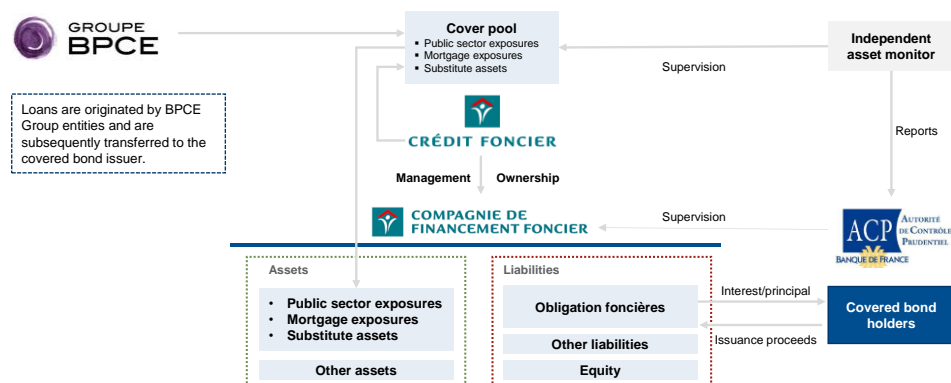 GROUPE
BPCE
Cover pool
▪ Public sector exposures
▪ Mortgage exposures
▪ Substitute assets
Independent
asset monitor
Supervision
Loans are originated by BPCE
Group entities and are
subsequently transferred to the
covered bond issuer.
CRÉDIT FONCIER
Reports
Management
Ownership
COMPAGNIE DE
FINANCEMENT FONCIER
Supervision
ACP
AUTORITÉ
DE CONTRÔLE
PRUDENTIEL
BANQUE DE FRANCE
Assets
• Public sector exposures
• Mortgage exposures
• Substitute assets
Other assets
Liabilities
Obligation foncières
Other liabilities
Equity
Interest/principal
Issuance proceeds
Covered bond
holders